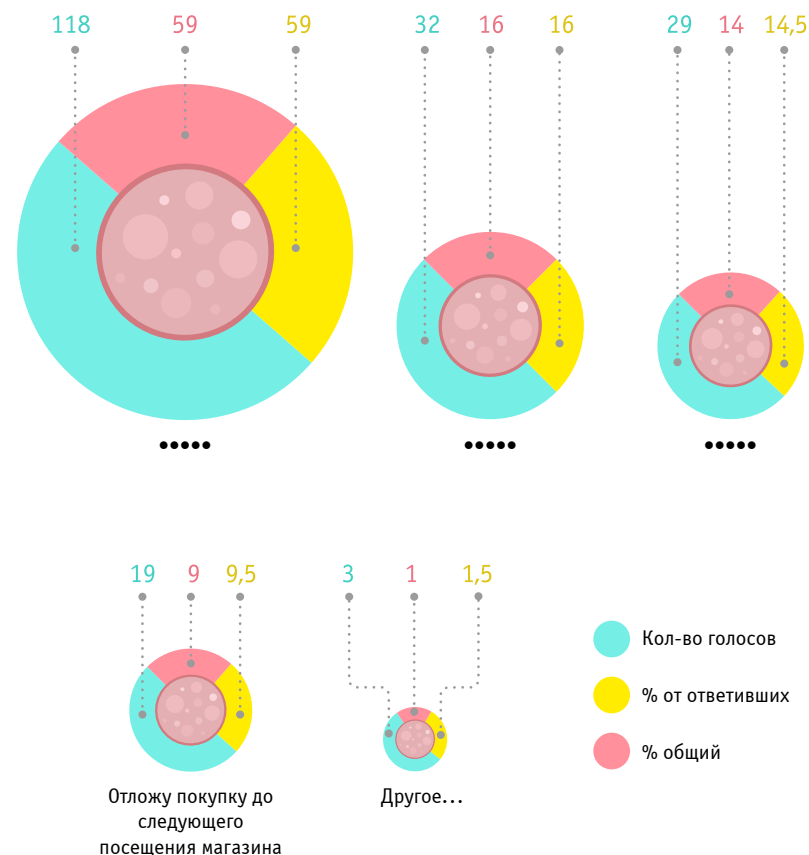 118 59 59 32 16 16 29 14 14,5
•••••  •••••  •••••
19 9 9,5 3 1 1,5
Кол-во голосов
% от ответивших
% общий
Отложу покупку до
следующего
посещения магазина
Другое...